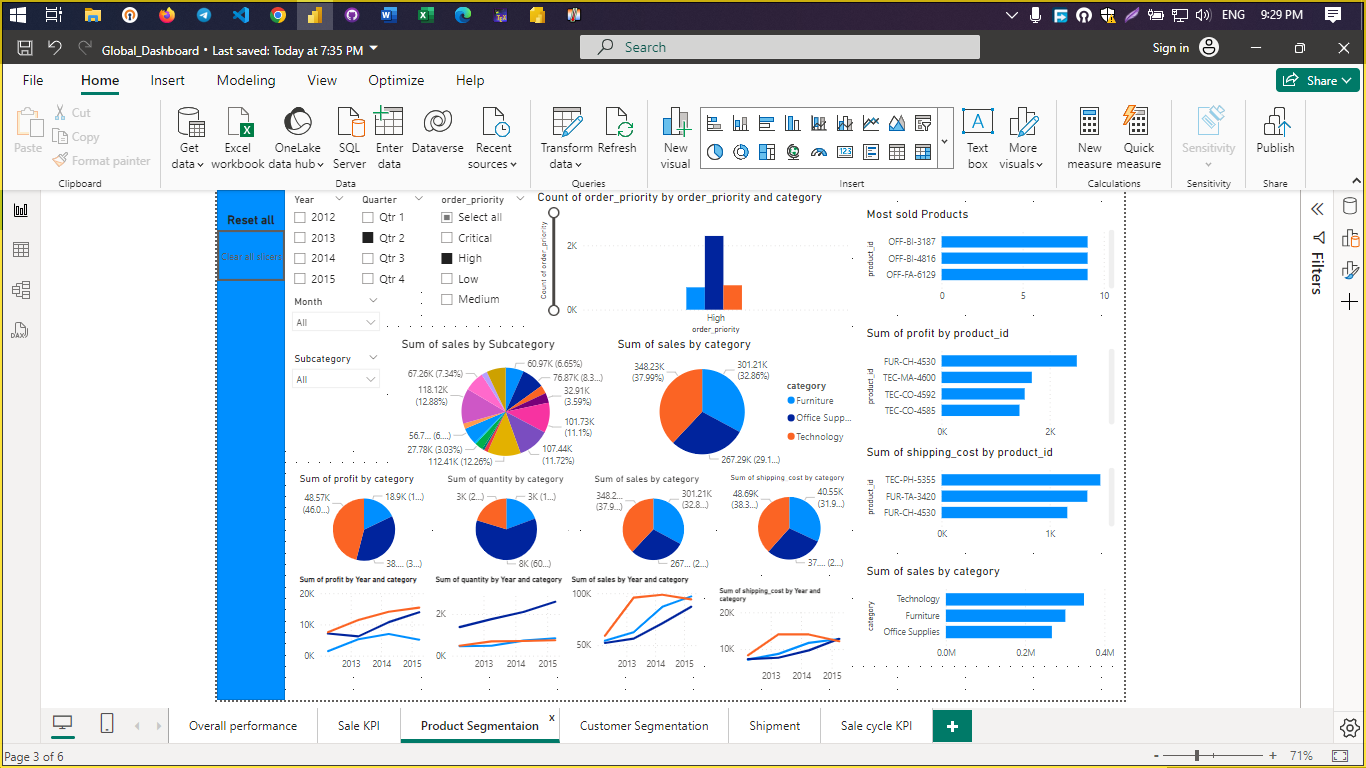 ENG 9:29 PM
Global_Dashboard • Last saved: Today at 7:35 PM
Search
Sign in
File Home Insert Modeling View Optimize Help
Share
Paste
Cut
Copy
Format painter
Clipboard
Get data
Excel workbook
OneLake data hub
SQL Server
Enter data
Dataverse
Recent sources
Data
Transform data
Refresh
Queries
New visual
Text box
More visuals
Insert
New measure
Quick measure
Calculations
Sensitivity
Sensitivity
Publish
Share
Reset all
Clear all slicers
Year
2012
2013
2014
2015
Quarter
Qtr 1
Qtr 2
Qtr 3
Qtr 4
order_priority
Select all
Critical
High
Low
Medium
Month
All
Subcategory
All
Count of order_priority by order_priority and category
Count of order_priority
2K
0K
High
order_priority
Most sold Products
product_id
OFF-BI-3187
OFF-BI-4816
OFF-FA-6129
0 5 10
Sum of sales by Subcategory
60.97K (6.65%)
76.87K (8.3...)
32.91K (3.59%)
101.73K (11.1%)
107.44K (11.72%)
112.41K (12.26%)
27.78K (3.03%)
56.7... (6....)
118.12K (12.88%)
67.26K (7.34%)
Sum of sales by category
348.23K (37.99%)
301.21K (32.86%)
267.29K (29.1...)
category
Furniture
Office Supp...
Technology
Sum of profit by product_id
product_id
FUR-CH-4530
TEC-MA-4600
TEC-CO-4592
TEC-CO-4585
0K 2K
Sum of shipping_cost by product_id
product_id
TEC-PH-5355
FUR-TA-3420
FUR-CH-4530
0K 1K
Sum of profit by category
48.57K (46.0...)
18.9K (1...)
38.... (3...)
Sum of quantity by category
3K (2...)
3K (1...)
8K (60...)
Sum of sales by category
348.2... (37.9...)
301.21K (32.8...)
267... (2...)
Sum of shipping_cost by category
48.69K (38.3...)
40.55K (31.9...)
37.... (2...)
Sum of profit by Year and category
20K
10K
0K
2013 2014 2015
Sum of quantity by Year and category
2K
0K
2013 2014 2015
Sum of sales by Year and category
100K
50K
2013 2014 2015
Sum of shipping_cost by Year and category
20K
10K
2013 2014 2015
Sum of sales by category
category
Technology
Furniture
Office Supplies
0.0M 0.2M 0.4M
Filters
DAX
Overall performance
Sale KPI
Product Segmentaion
x
Customer Segmentation
Shipment
Sale cycle KPI
+
Page 3 of 6
- + 71%